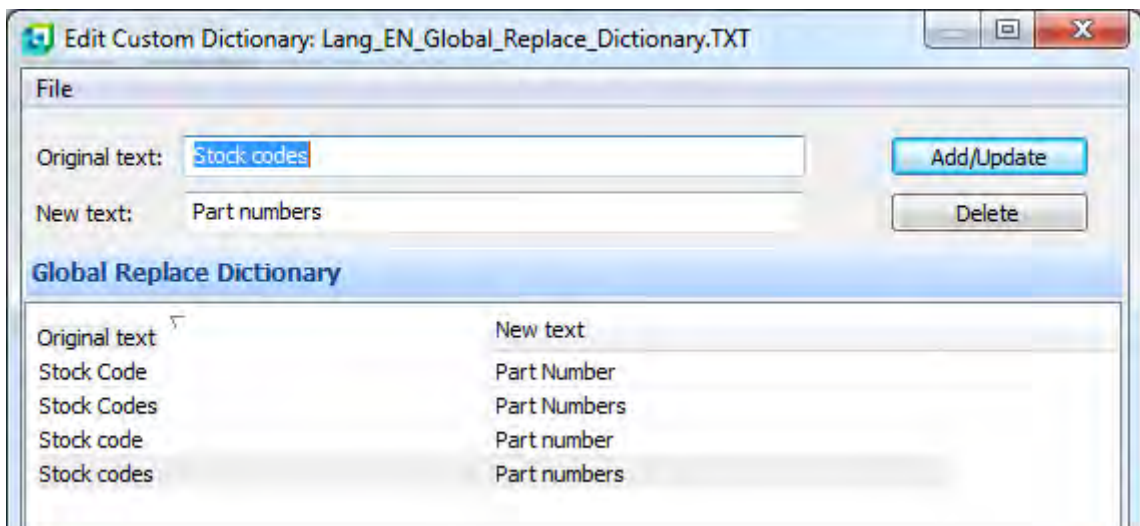 Edit Custom Dictionary: Lang_EN_Global_Replace_Dictionary.TXT
File
Original text: Stock codes Add/Update
New text: Part numbers Delete
Global Replace Dictionary
Original text New text
Stock Code Part Number
Stock Codes Part Numbers
Stock code Part number
Stock codes Part numbers